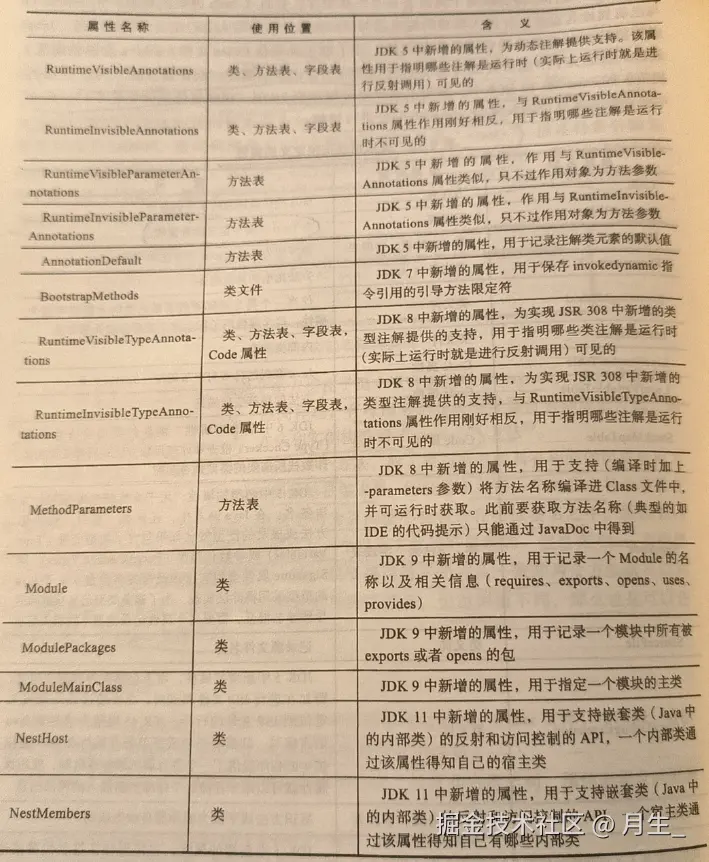 属性名称 使用位置 含义
JDK 5 中新增的属性，为动态注解提供支持。该属
RuntimeVisibleAnnotations 类、方法表、字段表 性用于指明哪些注解是运行时（实际上运行时就是进
行反射调用）可见的
JDK 5 中新增的属性，与 RuntimeVisibleAnnota-
RuntimeInvisibleAnnotations 类、方法表、字段表 tions 属性作用刚好相反，用于指明哪些注解是运行
时不可见的
RuntimeVisibleParameterAn- 方法表 JDK 5 中新增的属性，作用与 RuntimeVisible-
notations Annotations 属性类似，只不过作用对象为方法参数
RuntimeInvisibleParameter- 方法表 JDK 5 中新增的属性，作用与 RuntimeInvisible-
Annotations Annotations 属性类似，只不过作用对象为方法参数
AnnotationDefault 方法表 JDK 5 中新增的属性，用于记录注解类元素的默认值
BootstrapMethods 类文件 JDK 7 中新增的属性，用于保存 invokedynamic 指
令引用的引导方法限定符
RuntimeVisibleTypeAnnota- 类、方法表、字段表， JDK 8 中新增的属性，为实现 JSR 308 中新增的类
tions Code 属性 型注解提供的支持，用于指明哪些类注解是运行时
（实际上运行时就是进行反射调用）可见的
RuntimeInvisibleTypeAnno- 类、方法表、字段表， JDK 8 中新增的属性，为实现 JSR 308 中新增的
tations Code 属性 类型注解提供的支持，与 RuntimeVisibleTypeAnno-
tations 属性作用刚好相反，用于指明哪些注解是运行
时不可见的
JDK 8 中新增的属性，用于支持（编译时加上
MethodParameters 方法表 -parameters 参数）将方法名称编译进 Class 文件中，
并可运行时获取。此前要获取方法名称（典型的如
IDE 的代码提示）只能通过 JavaDoc 中得到
JDK 9 中新增的属性，用于记录一个 Module 的名
Module 类 称以及相关信息（requires、exports、opens、uses、
provides）
ModulePackages 类 JDK 9 中新增的属性，用于记录一个模块中所有被
exports 或者 opens 的包
ModuleMainClass 类 JDK 9 中新增的属性，用于指定一个模块的主类
JDK 11 中新增的属性，用于支持嵌套类（Java 中
NestHost 类 的内部类）的反射和访问控制的 API，一个内部类通
过该属性得知自己的宿主类
JDK 11 中新增的属性，用于支持嵌套类（Java 中
NestMembers 类 的内部类）的反射和访问控制的 API，一个宿主类通
过该属性得知自己有哪些内部类
掘金技术社区 @ 月生_